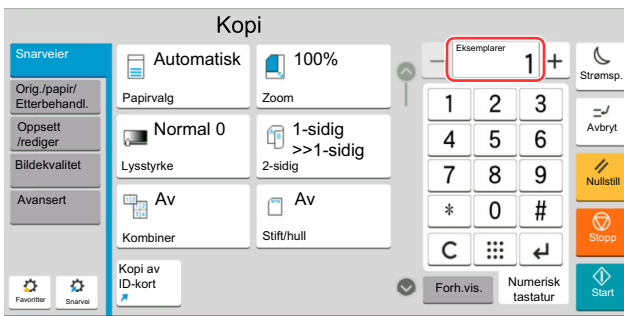 Kopi
Snarveier
Orig./papir/
Etterbehandl.
Oppsett
/rediger
Bildekvalitet
Avansert
Favoritter
Snarvei
Automatisk
Papirvalg
100%
Zoom
Normal 0
Lysstyrke
1-sidig
>>1-sidig
2-sidig
Av
Kombiner
Av
Stift/hull
Kopi av
ID-kort
Eksemplarer
− 1 +
1 2 3
4 5 6
7 8 9
* 0 #
C
Forh.vis.
Numerisk
tastatur
Strømsp.
Avbryt
Nullstill
Stopp
Start